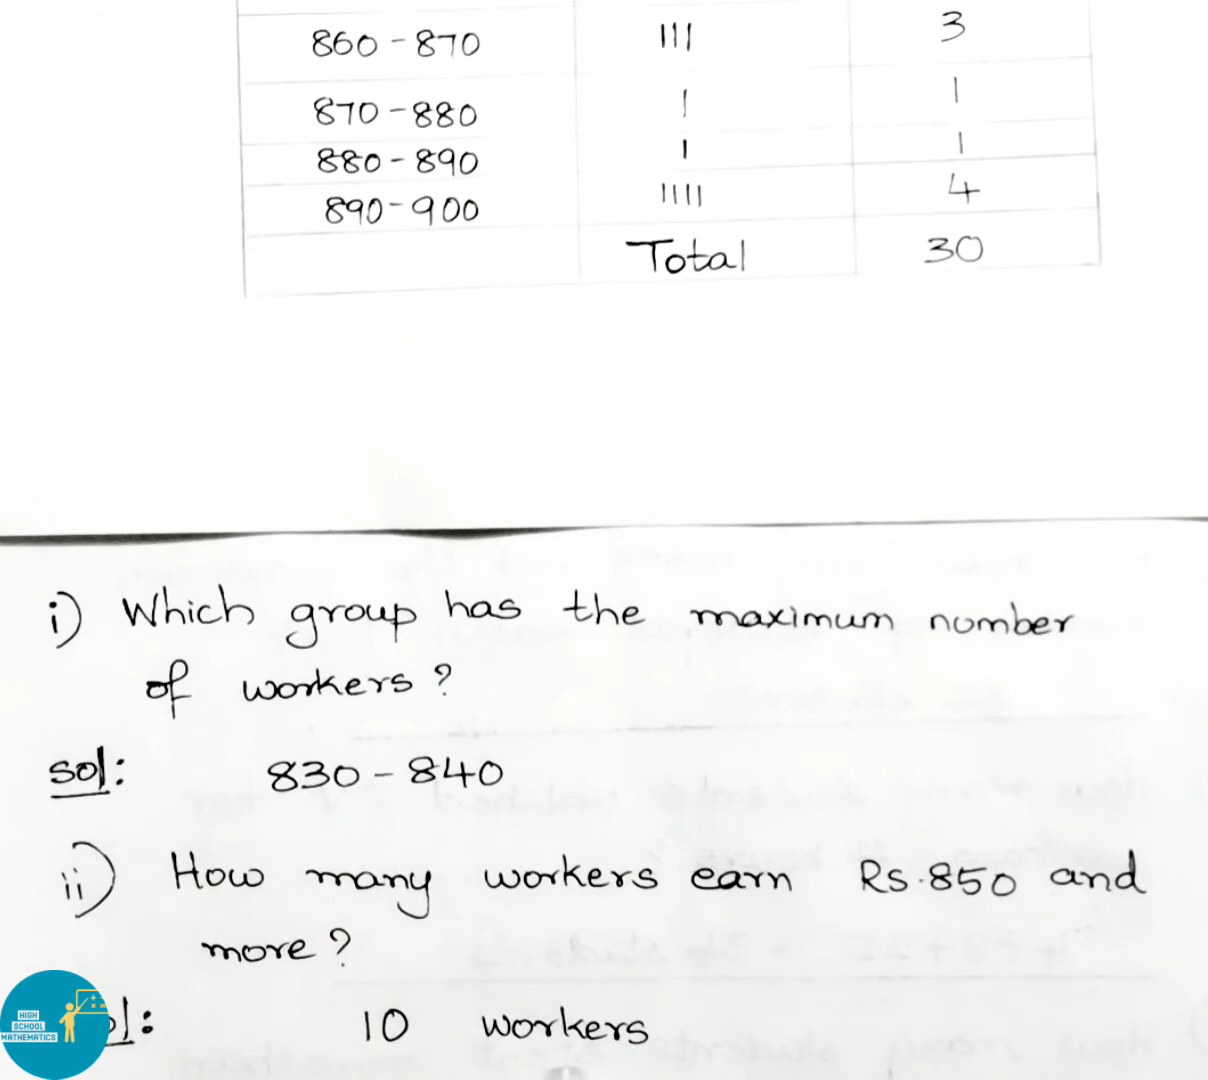 860 - 870 ||| 3
870 - 880 | 1
880 - 890 | 1
890 - 900 |||| 4
Total 30
i) Which group has the maximum number
of workers ?
sol: 830 - 840
ii) How many workers earn Rs. 850 and
more ?
ol: 10 workers
HIGH
SCHOOL
MATHEMATICS